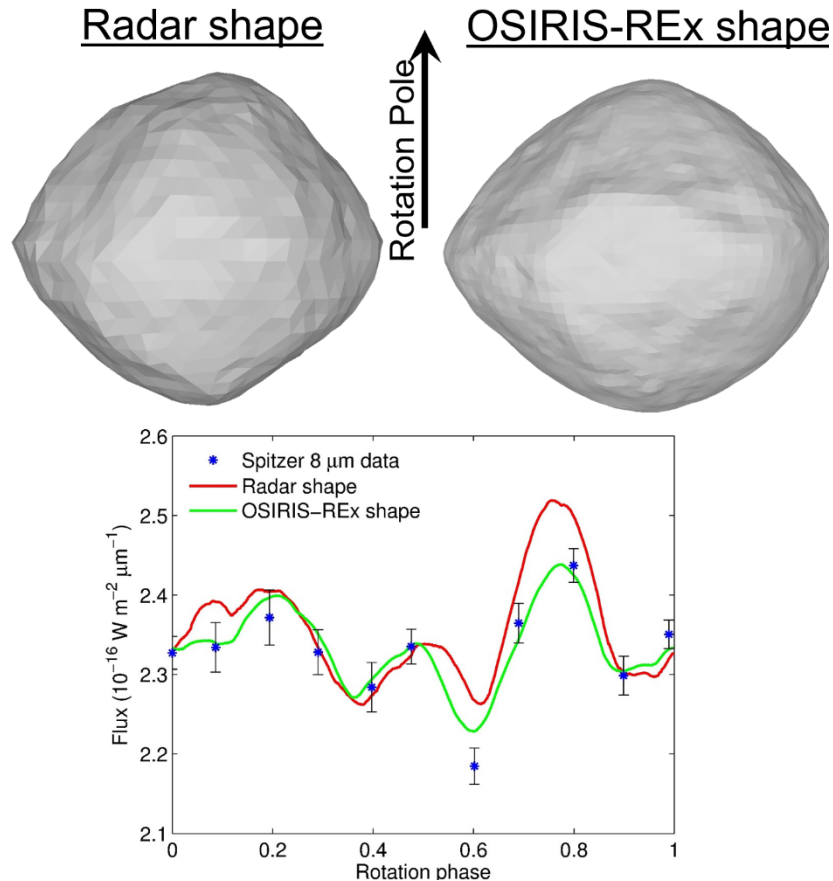 Radar shape
OSIRIS-REx shape
Rotation Pole
2.6
2.5
2.4
2.3
2.2
2.1
Flux (10⁻¹⁶ W m⁻² μm⁻¹)
Spitzer 8 μm data
Radar shape
OSIRIS−REx shape
0
0.2
0.4
0.6
0.8
1
Rotation phase